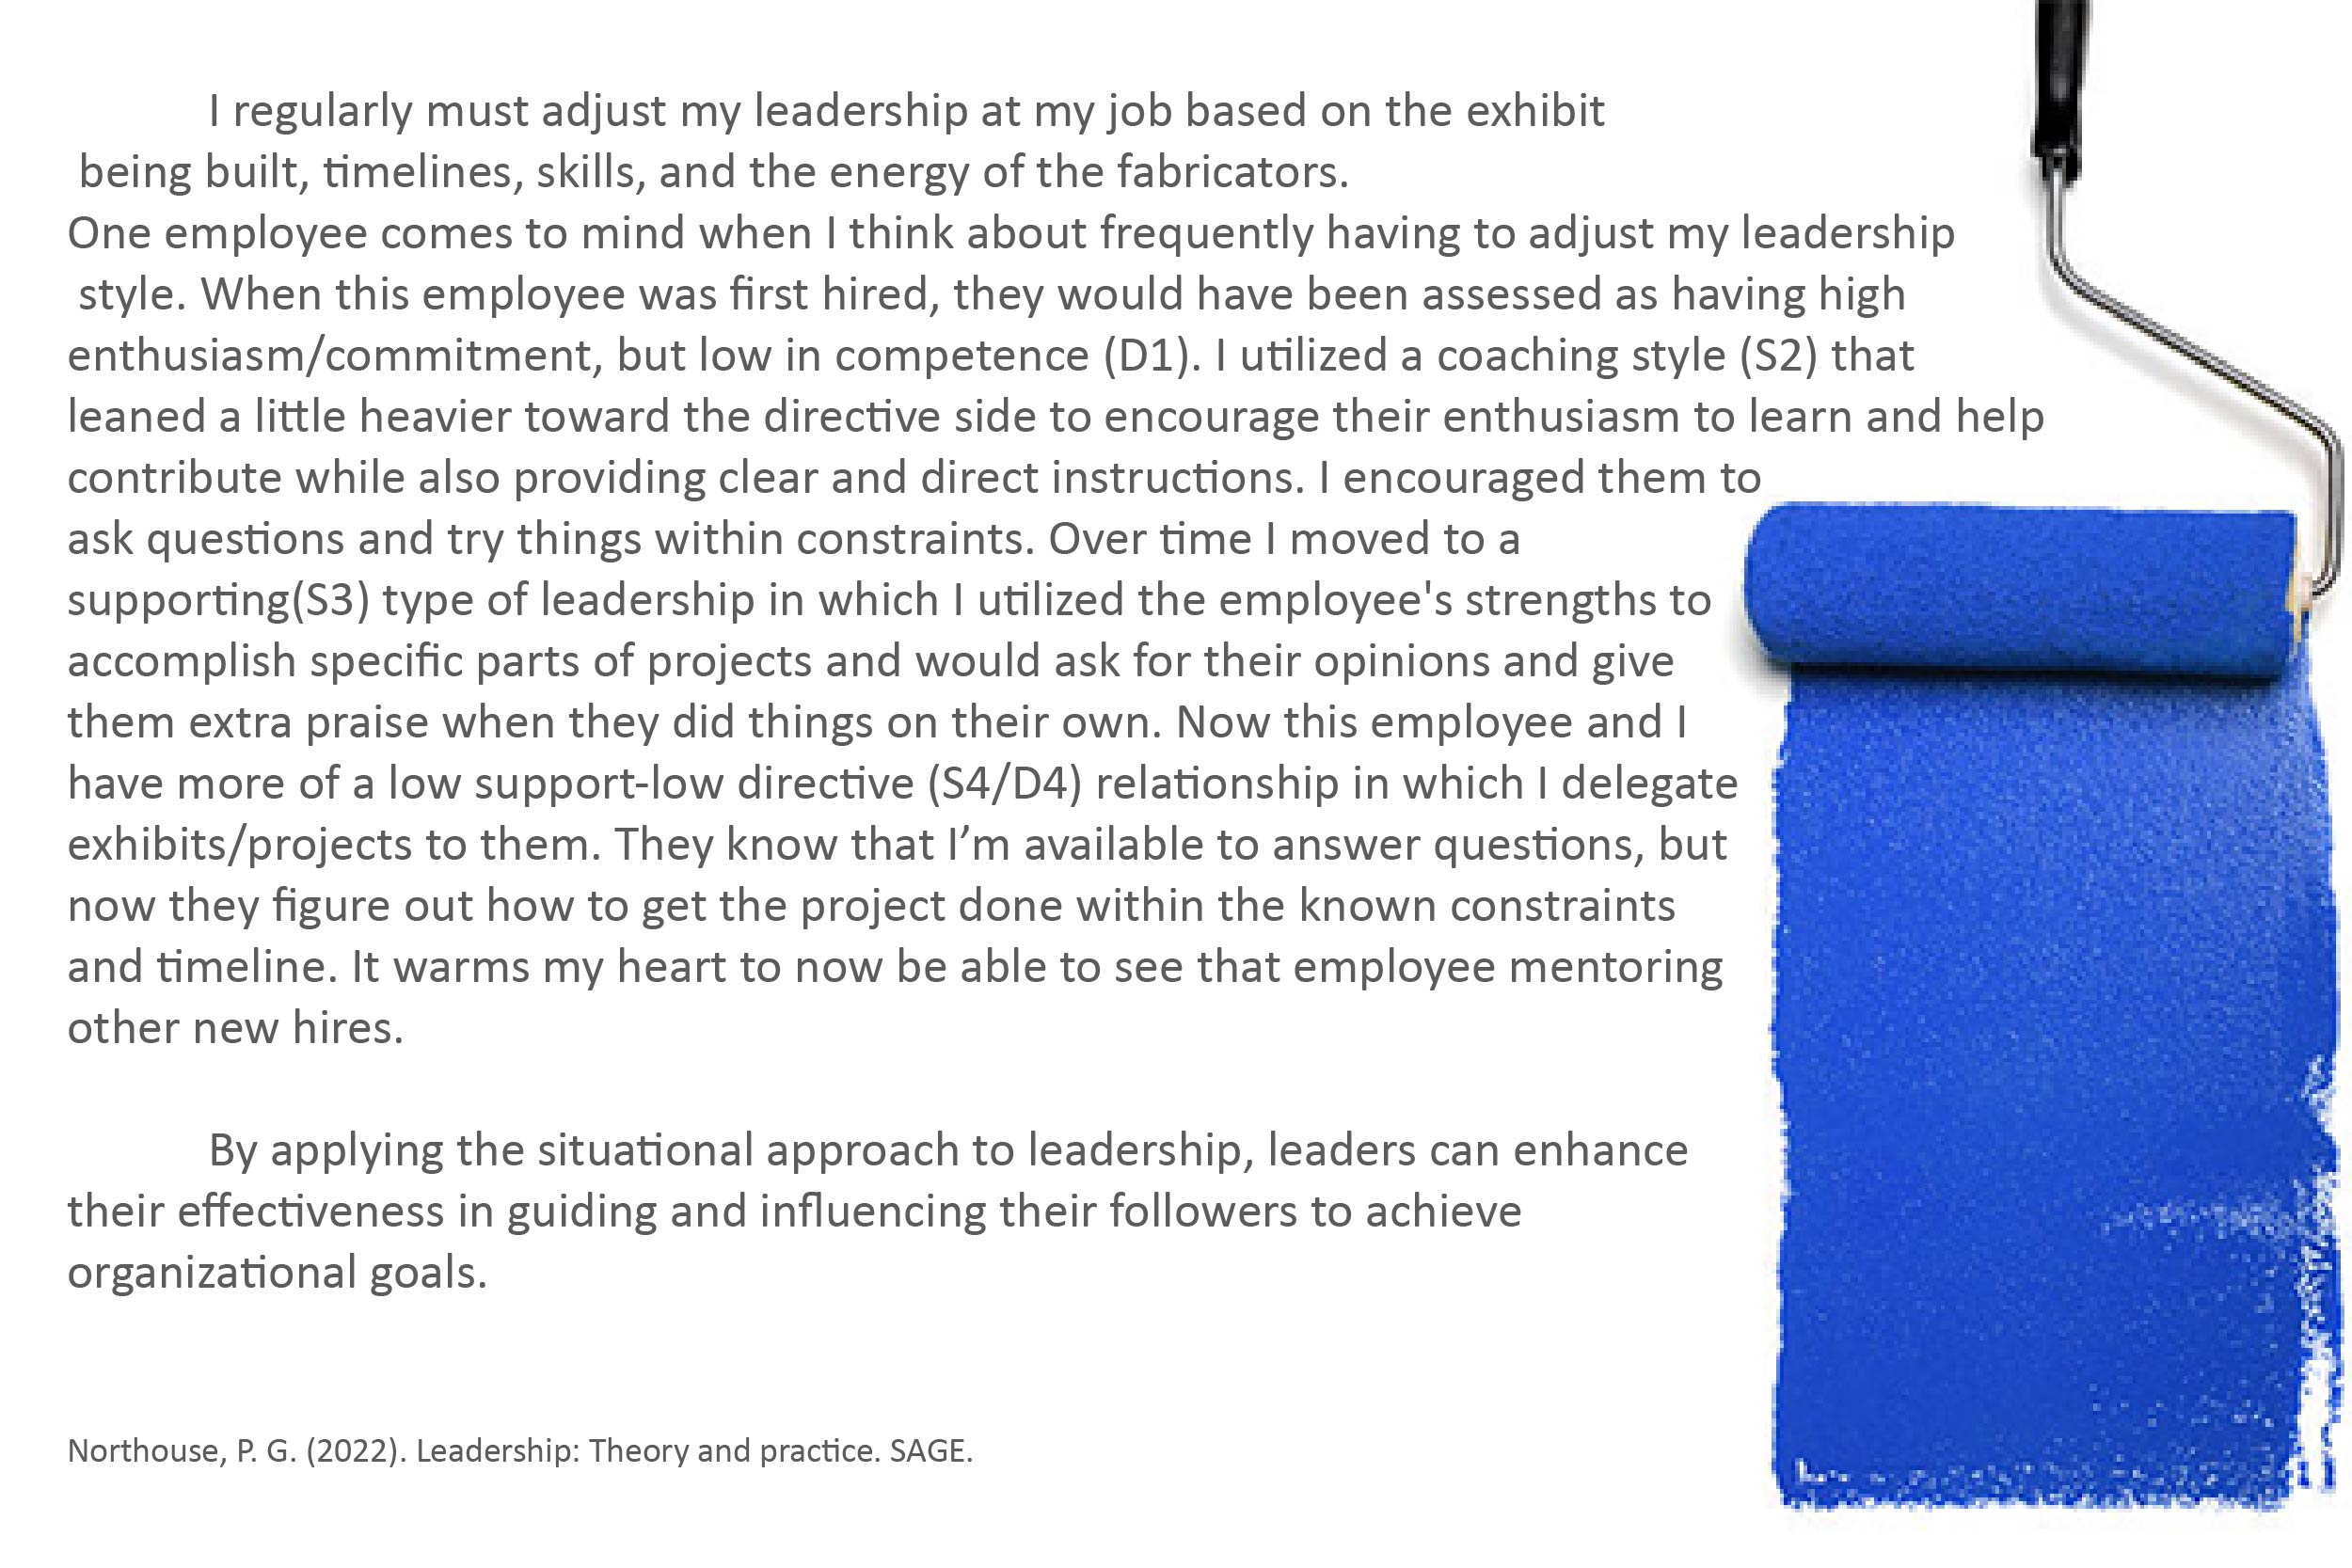 I regularly must adjust my leadership at my job based on the exhibit
being built, timelines, skills, and the energy of the fabricators.
One employee comes to mind when I think about frequently having to adjust my leadership
style. When this employee was first hired, they would have been assessed as having high
enthusiasm/commitment, but low in competence (D1). I utilized a coaching style (S2) that
leaned a little heavier toward the directive side to encourage their enthusiasm to learn and help
contribute while also providing clear and direct instructions. I encouraged them to
ask questions and try things within constraints. Over time I moved to a
supporting(S3) type of leadership in which I utilized the employee's strengths to
accomplish specific parts of projects and would ask for their opinions and give
them extra praise when they did things on their own. Now this employee and I
have more of a low support-low directive (S4/D4) relationship in which I delegate
exhibits/projects to them. They know that I’m available to answer questions, but
now they figure out how to get the project done within the known constraints
and timeline. It warms my heart to now be able to see that employee mentoring
other new hires.
By applying the situational approach to leadership, leaders can enhance
their effectiveness in guiding and influencing their followers to achieve
organizational goals.
Northouse, P. G. (2022). Leadership: Theory and practice. SAGE.